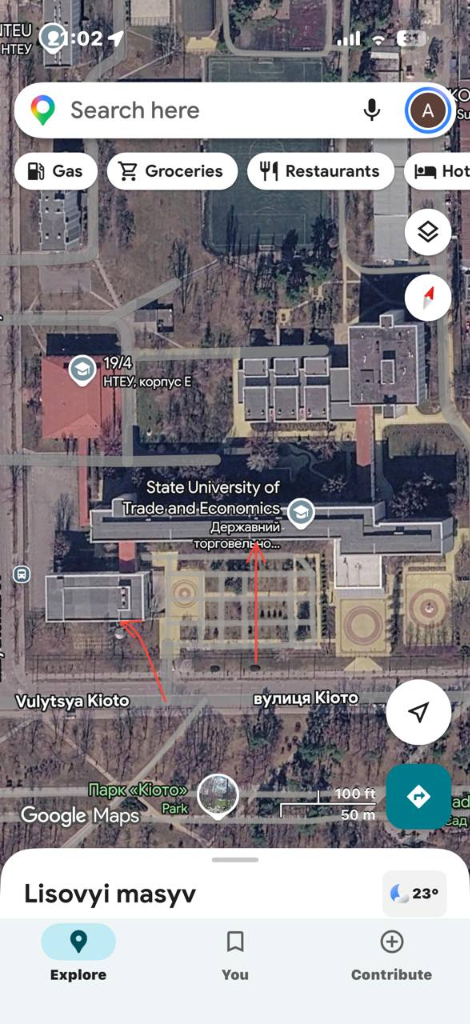 NTEU
НТЕУ
21:02
Search here
A
Gas
Groceries
Restaurants
Hot
19/4
НТЕУ, корпус Е
State University of
Trade and Economics
Державний
торговельно...
Vulytsya Kioto
вулиця Кіото
Парк «Кіото»
Park
100 ft
50 m
Google Maps
Lisovyi masyv
23°
Explore
You
Contribute